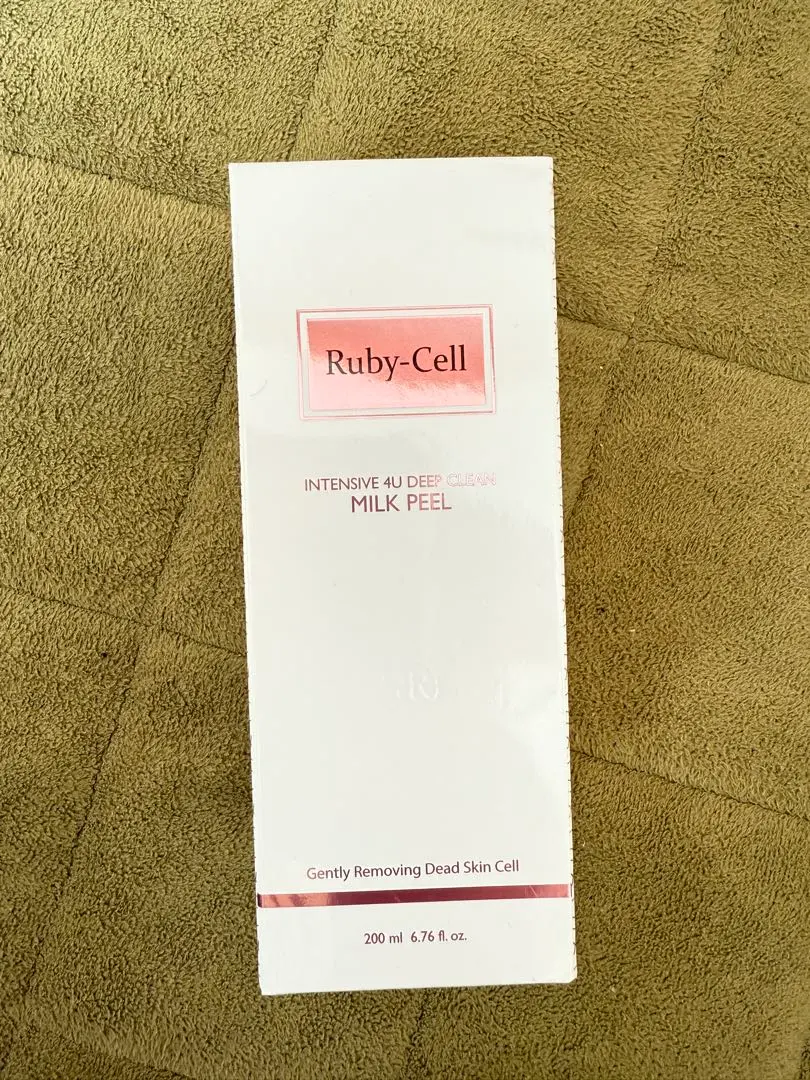 Ruby-Cell
INTENSIVE 4U DEEP CLEAN
MILK PEEL
Gently Removing Dead Skin Cell
200 ml 6.76 fl. oz.